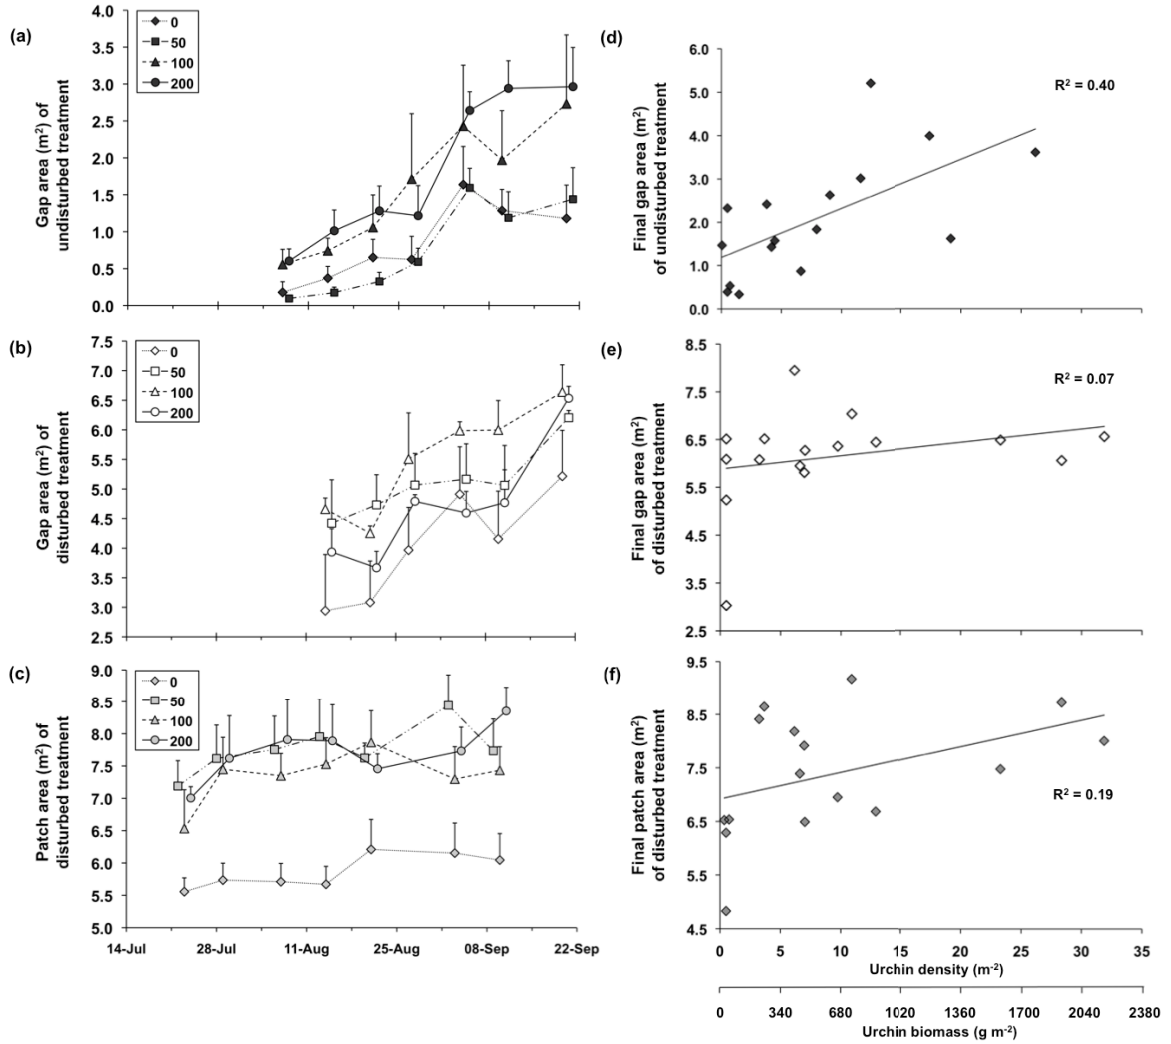 (a)
Gap area (m²) of
undisturbed treatment
4.0
3.5
3.0
2.5
2.0
1.5
1.0
0.5
0.0
0
50
100
200
(b)
Gap area (m²) of
disturbed treatment
7.5
7.0
6.5
6.0
5.5
5.0
4.5
4.0
3.5
3.0
2.5
0
50
100
200
(c)
Patch area (m²) of
disturbed treatment
9.0
8.5
8.0
7.5
7.0
6.5
6.0
5.5
5.0
0
50
100
200
14-Jul 28-Jul 11-Aug 25-Aug 08-Sep 22-Sep
(d)
Final gap area (m²)
of undisturbed treatment
6.0
5.0
4.0
3.0
2.0
1.0
0.0
R² = 0.40
(e)
Final gap area (m²)
of disturbed treatment
8.5
7.5
6.5
5.5
4.5
3.5
2.5
R² = 0.07
(f)
Final patch area (m²)
of disturbed treatment
9.5
8.5
7.5
6.5
5.5
4.5
R² = 0.19
0 5 10 15 20 25 30 35
Urchin density (m⁻²)
0 340 680 1020 1360 1700 2040 2380
Urchin biomass (g m⁻²)